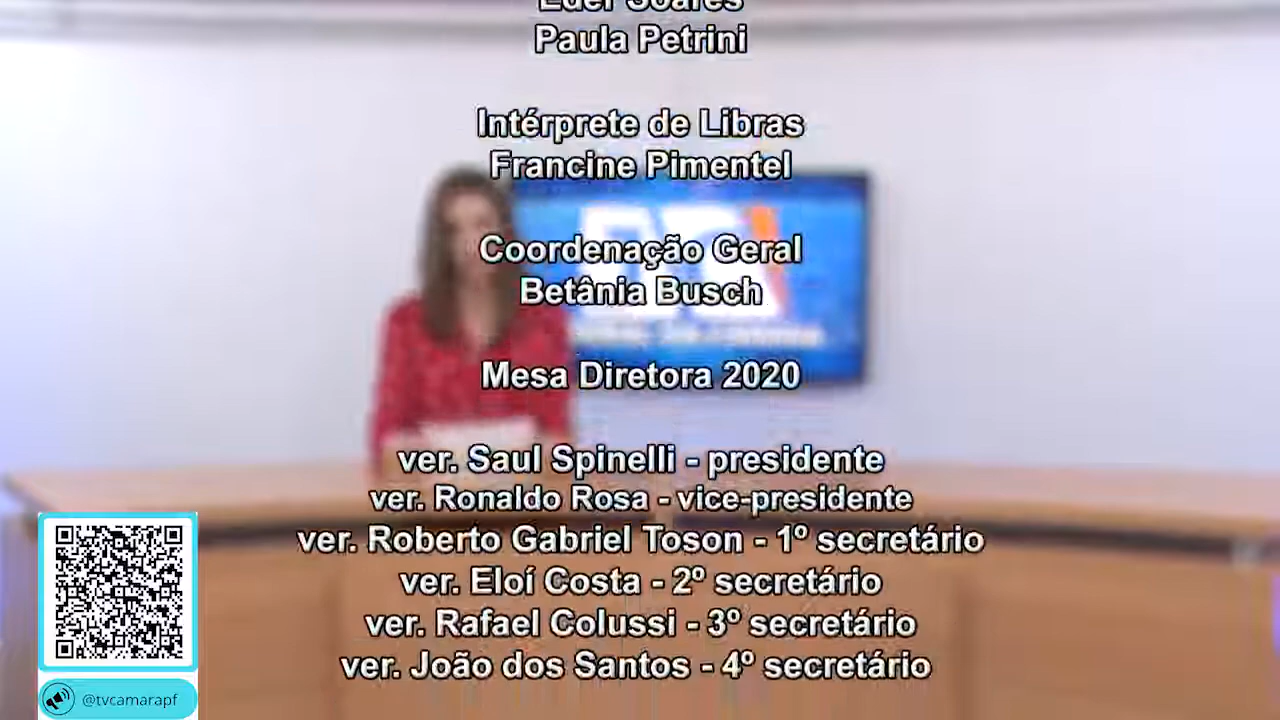 Eder Soares
Paula Petrini
Intérprete de Libras
Francine Pimentel
Coordenação Geral
Betânia Busch
Mesa Diretora 2020
ver. Saul Spinelli - presidente
ver. Ronaldo Rosa - vice-presidente
ver. Roberto Gabriel Toson - 1º secretário
ver. Eloí Costa - 2º secretário
ver. Rafael Colussi - 3º secretário
ver. João dos Santos - 4º secretário
@tvcamarapf